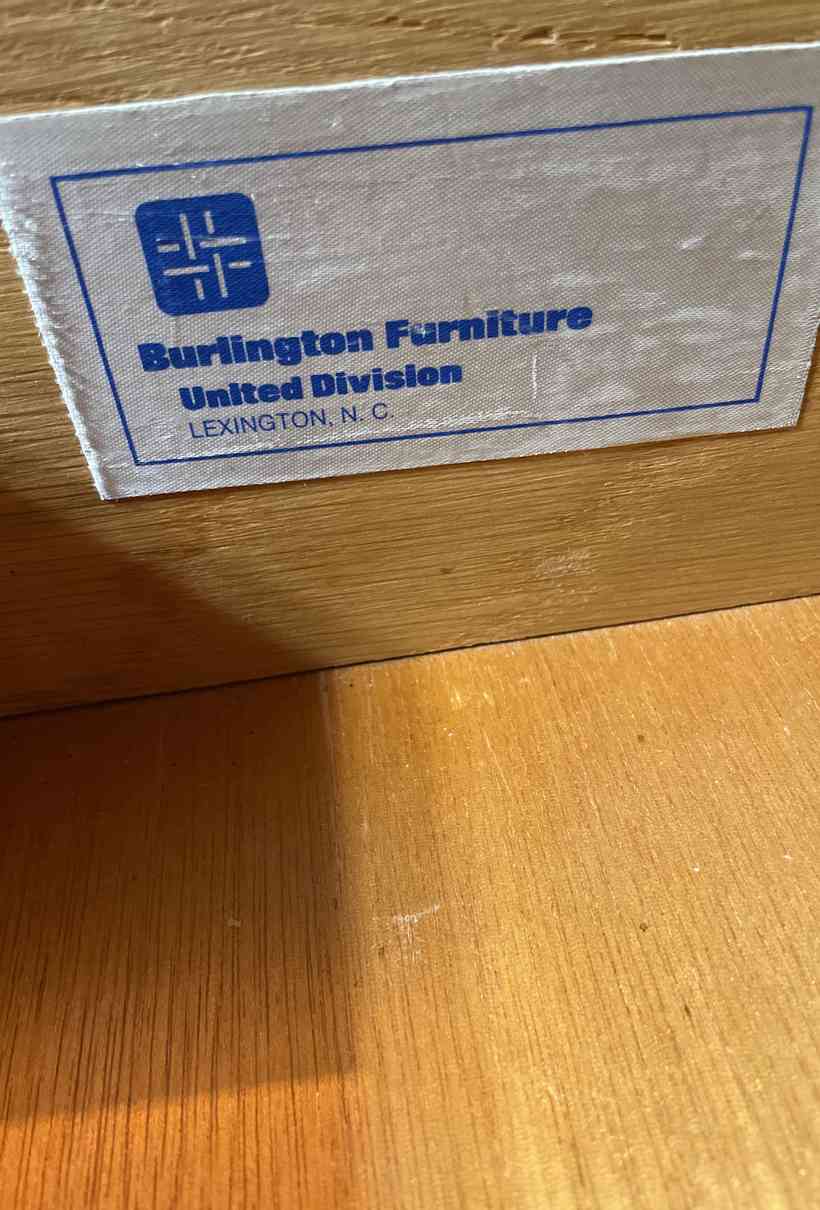 Burlington Furniture
United Division
LEXINGTON, N. C.